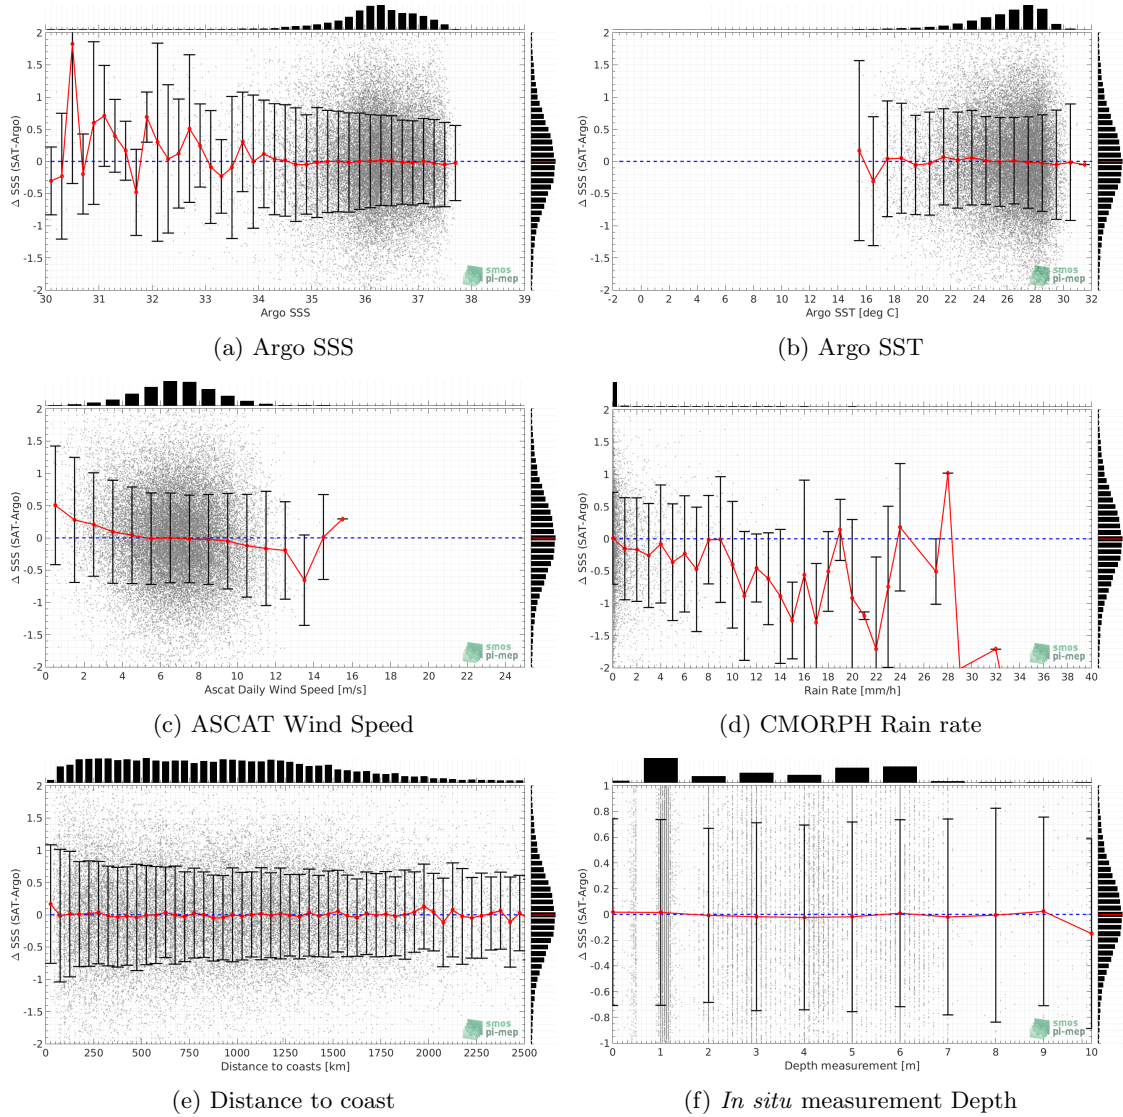 2
1.5
1
0.5
0
-0.5
-1
-1.5
-2
Δ SSS (SAT-Argo)
30 31 32 33 34 35 36 37 38 39
Argo SSS
smos
pi-mep
(a) Argo SSS
2
1.5
1
0.5
0
-0.5
-1
-1.5
-2
Δ SSS (SAT-Argo)
-2 0 2 4 6 8 10 12 14 16 18 20 22 24 26 28 30 32
Argo SST [deg C]
smos
pi-mep
(b) Argo SST
2
1.5
1
0.5
0
-0.5
-1
-1.5
-2
Δ SSS (SAT-Argo)
0 2 4 6 8 10 12 14 16 18 20 22 24
Ascat Daily Wind Speed [m/s]
smos
pi-mep
(c) ASCAT Wind Speed
2
1.5
1
0.5
0
-0.5
-1
-1.5
-2
Δ SSS (SAT-Argo)
0 4 8 12 16 20 24 28 32 36 40
Rain Rate [mm/h]
smos
pi-mep
(d) CMORPH Rain rate
2
1.5
1
0.5
0
-0.5
-1
-1.5
-2
Δ SSS (SAT-Argo)
0 250 500 750 1000 1250 1500 1750 2000 2250 2500
Distance to coasts [km]
smos
pi-mep
(e) Distance to coast
1
0.8
0.6
0.4
0.2
0
-0.2
-0.4
-0.6
-0.8
-1
Δ SSS (SAT-Argo)
0 1 2 3 4 5 6 7 8 9 10
Depth measurement [m]
smos
pi-mep
(f) In situ measurement Depth